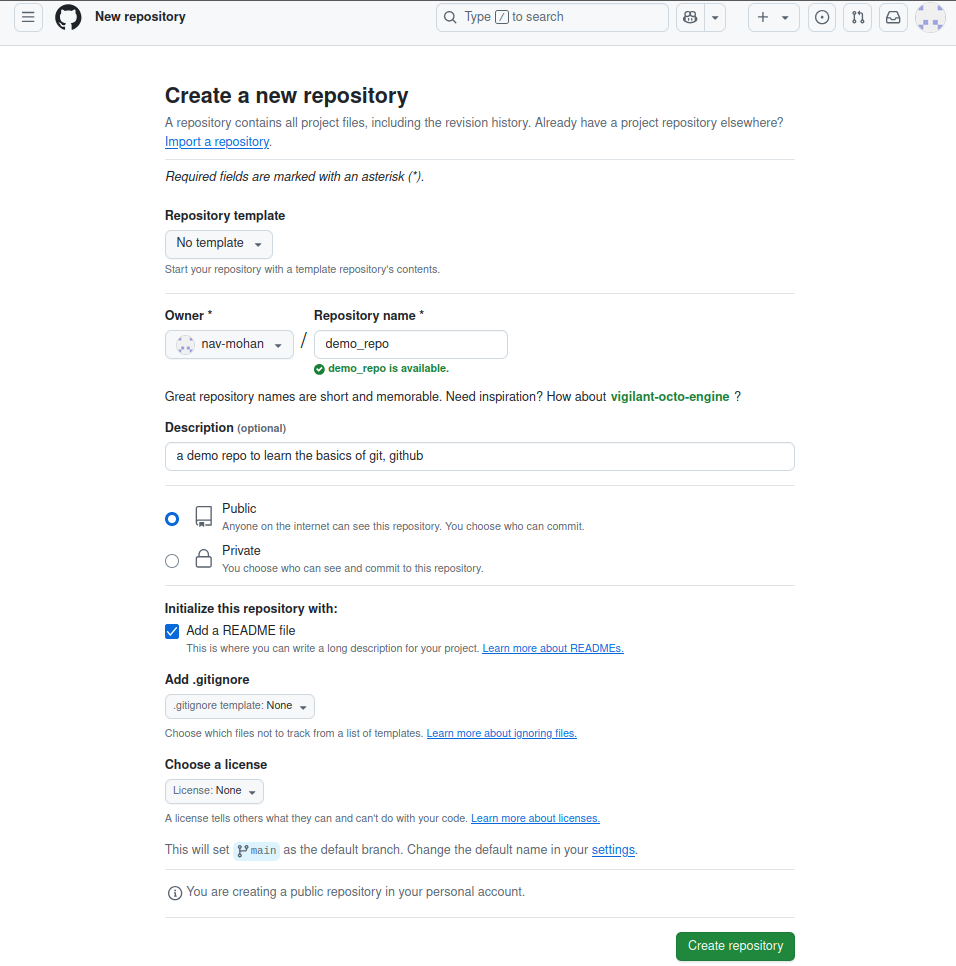 New repository
Type / to search
Create a new repository
A repository contains all project files, including the revision history. Already have a project repository elsewhere?
Import a repository.
Required fields are marked with an asterisk (*).
Repository template
No template
Start your repository with a template repository's contents.
Owner * Repository name *
nav-mohan / demo_repo
demo_repo is available.
Great repository names are short and memorable. Need inspiration? How about vigilant-octo-engine ?
Description (optional)
a demo repo to learn the basics of git, github
Public
Anyone on the internet can see this repository. You choose who can commit.
Private
You choose who can see and commit to this repository.
Initialize this repository with:
Add a README file
This is where you can write a long description for your project. Learn more about READMEs.
Add .gitignore
.gitignore template: None
Choose which files not to track from a list of templates. Learn more about ignoring files.
Choose a license
License: None
A license tells others what they can and can't do with your code. Learn more about licenses.
This will set main as the default branch. Change the default name in your settings.
You are creating a public repository in your personal account.
Create repository